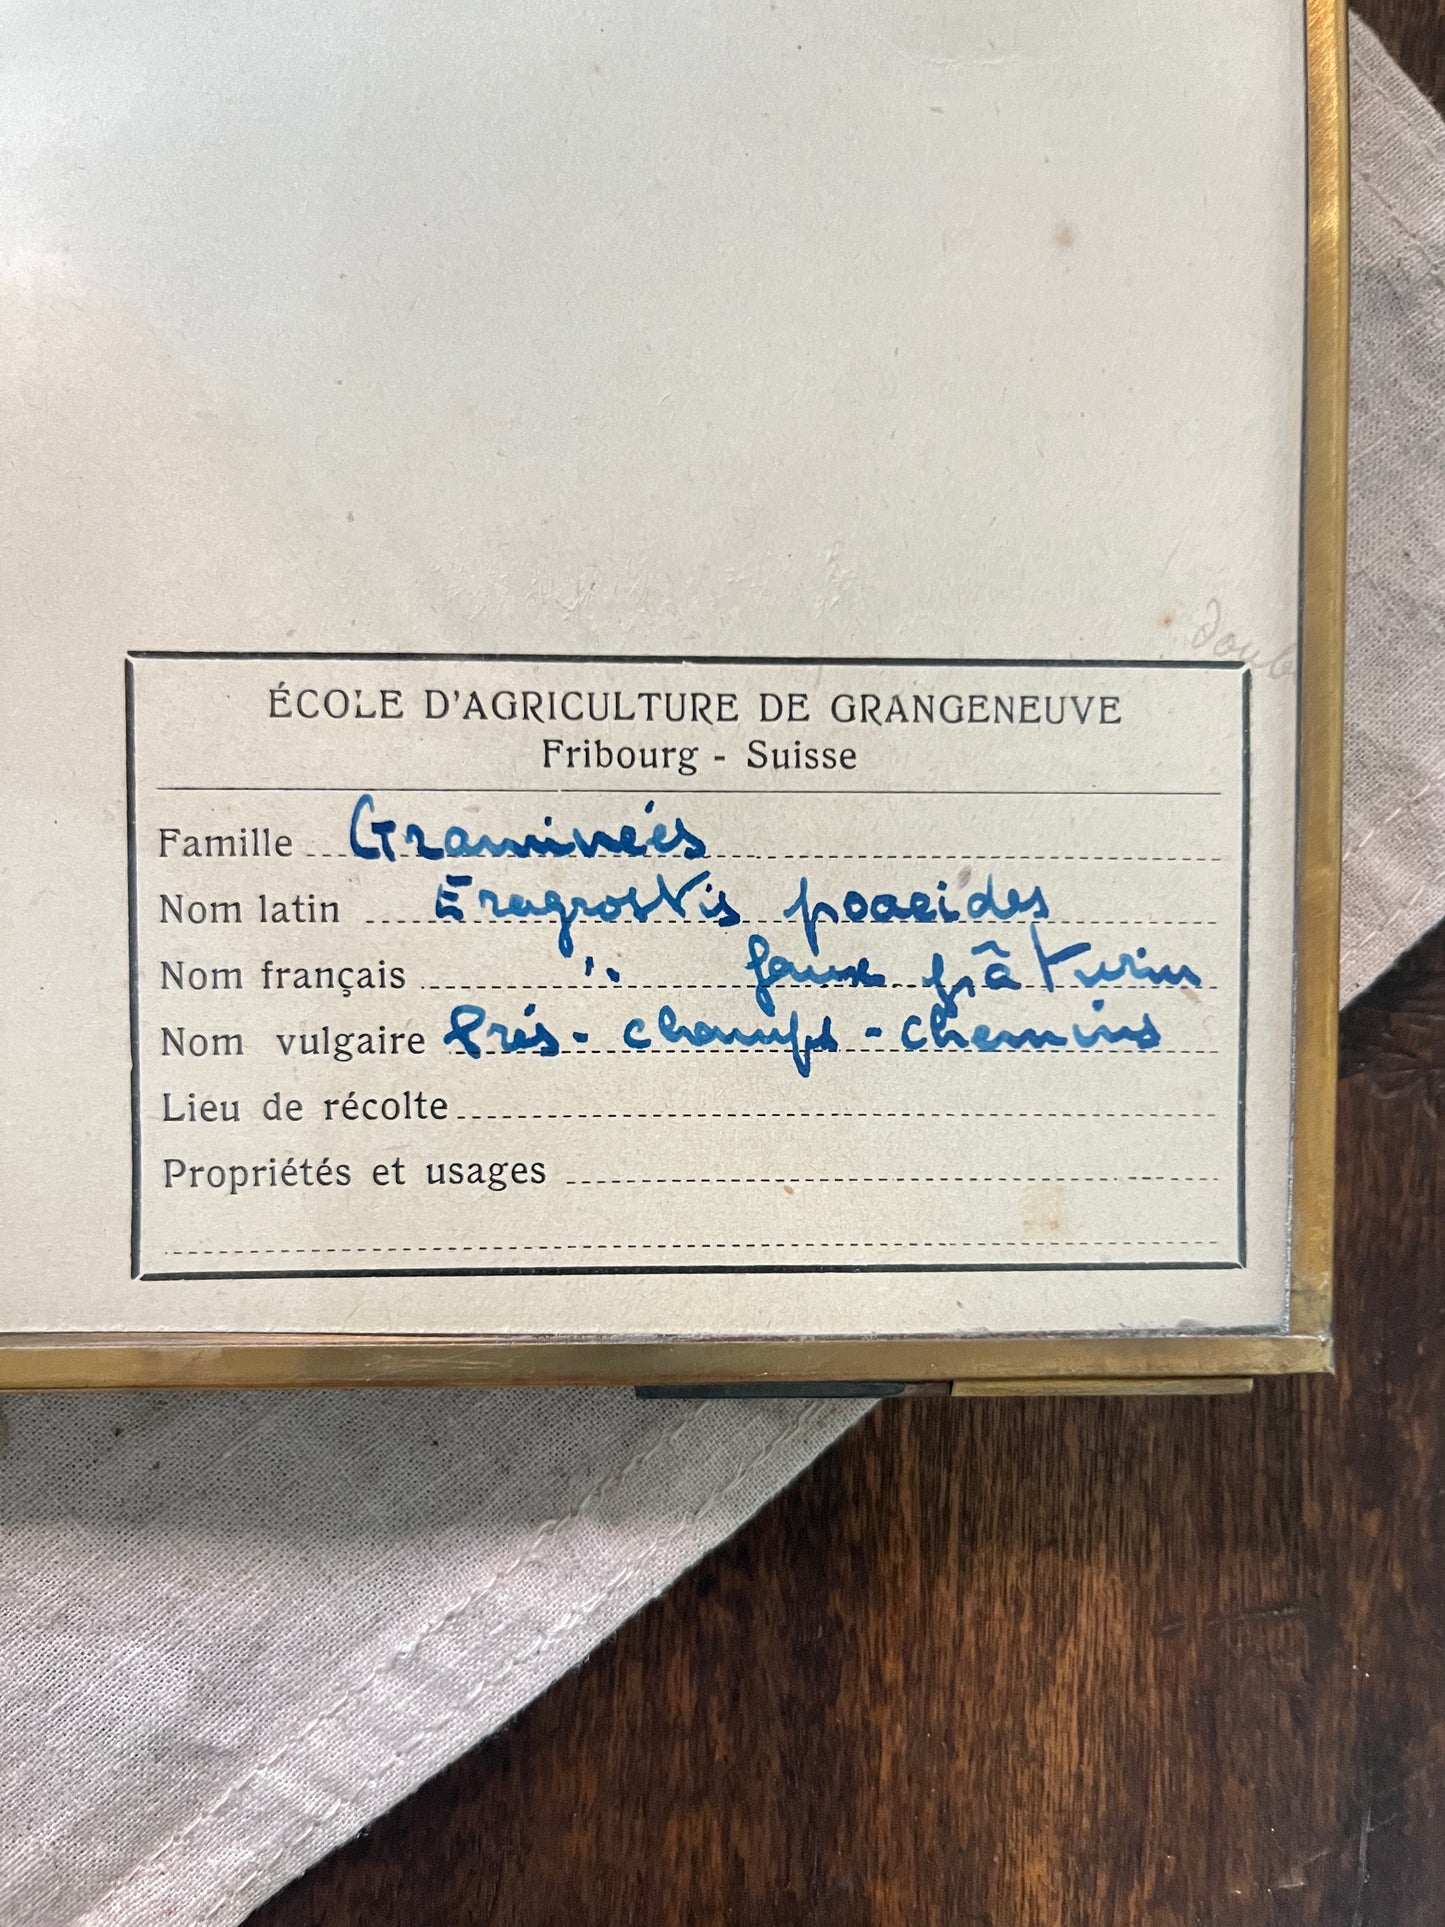 Doub
ÉCOLE D'AGRICULTURE DE GRANGENEUVE
Fribourg - Suisse
Famille Graminées
Nom latin Eragrostis poaeides
Nom français " faux pâturin
Nom vulgaire Prés - champs - chemins
Lieu de récolte
Propriétés et usages